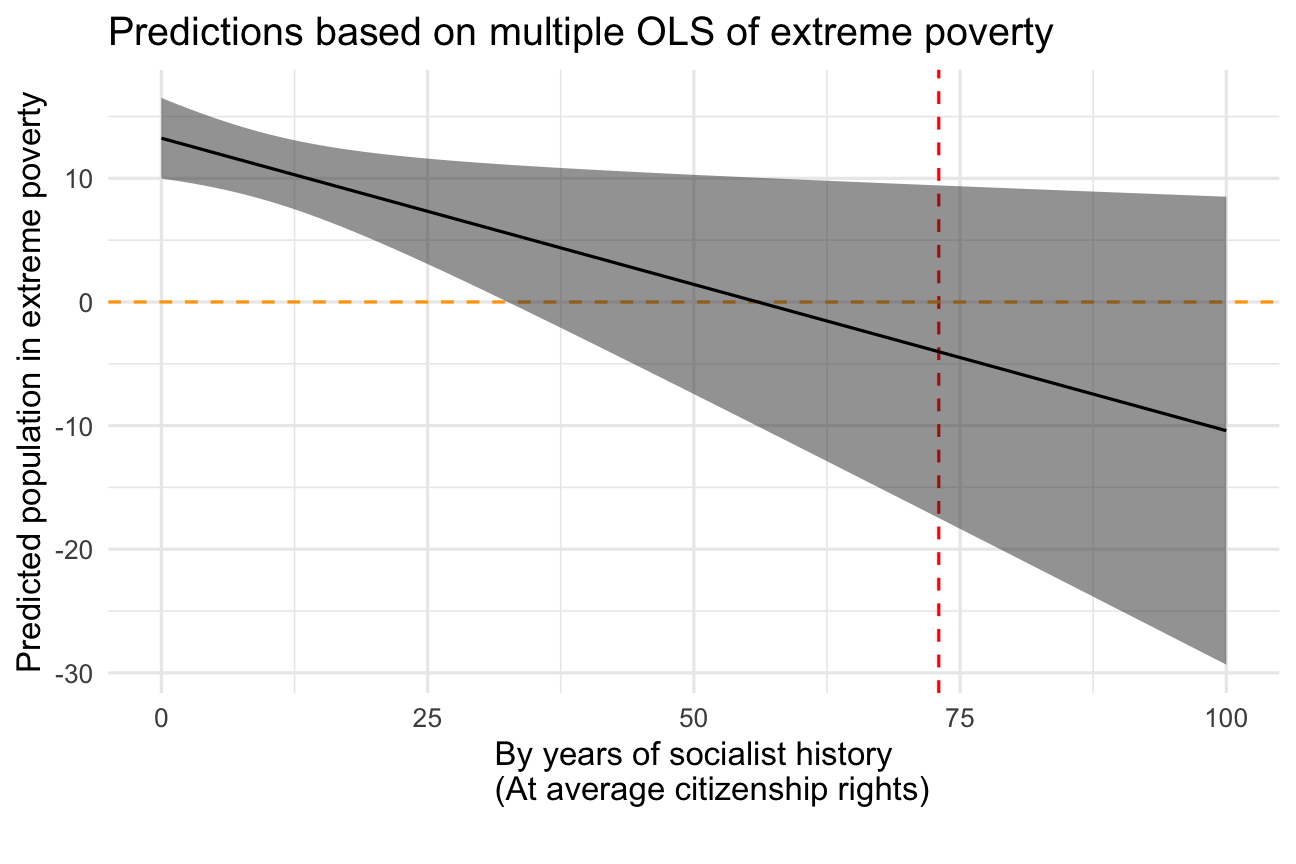 Predictions based on multiple OLS of extreme poverty
Predicted population in extreme poverty
10
0
-10
-20
-30
0 25 50 75 100
By years of socialist history
(At average citizenship rights)